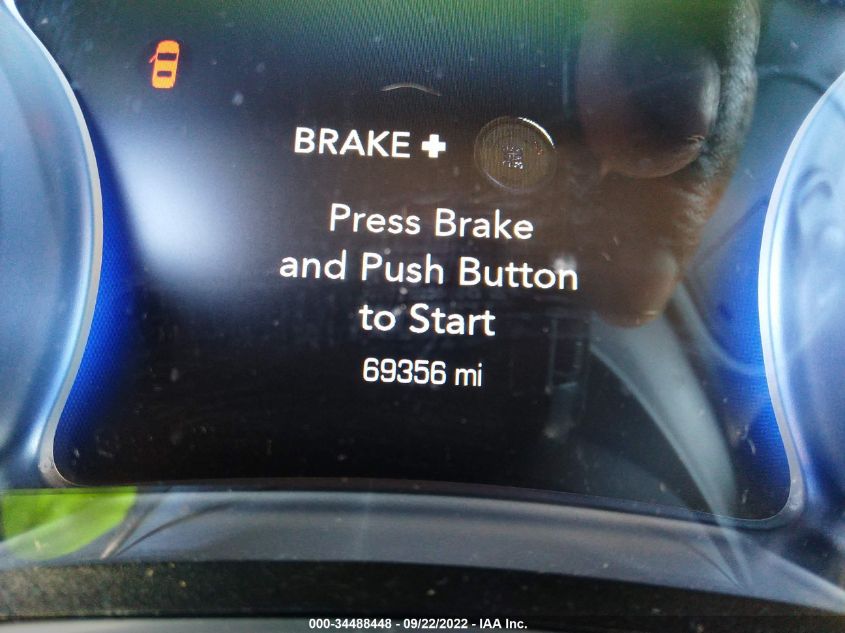 BRAKE +
Press Brake
and Push Button
to Start
69356 mi
000-34488448 - 09/22/2022 - IAA Inc.